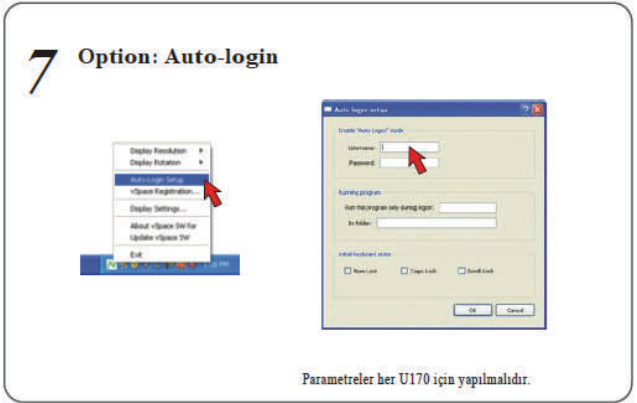 7 Option: Auto-login
Display Resolution
Display Rotation
Auto-Login Setup
vSpace Registration...
Display Settings...
About vSpace SW for
Update vSpace SW
Exit
Auto logon setup
Enable "Auto Logon" mode
Username:
Password:
Running program
Run this program only during logon:
In folder:
Initial keyboard state
Num Lock
Caps Lock
Scroll Lock
OK
Cancel
Parametreler her U170 için yapılmalıdır.